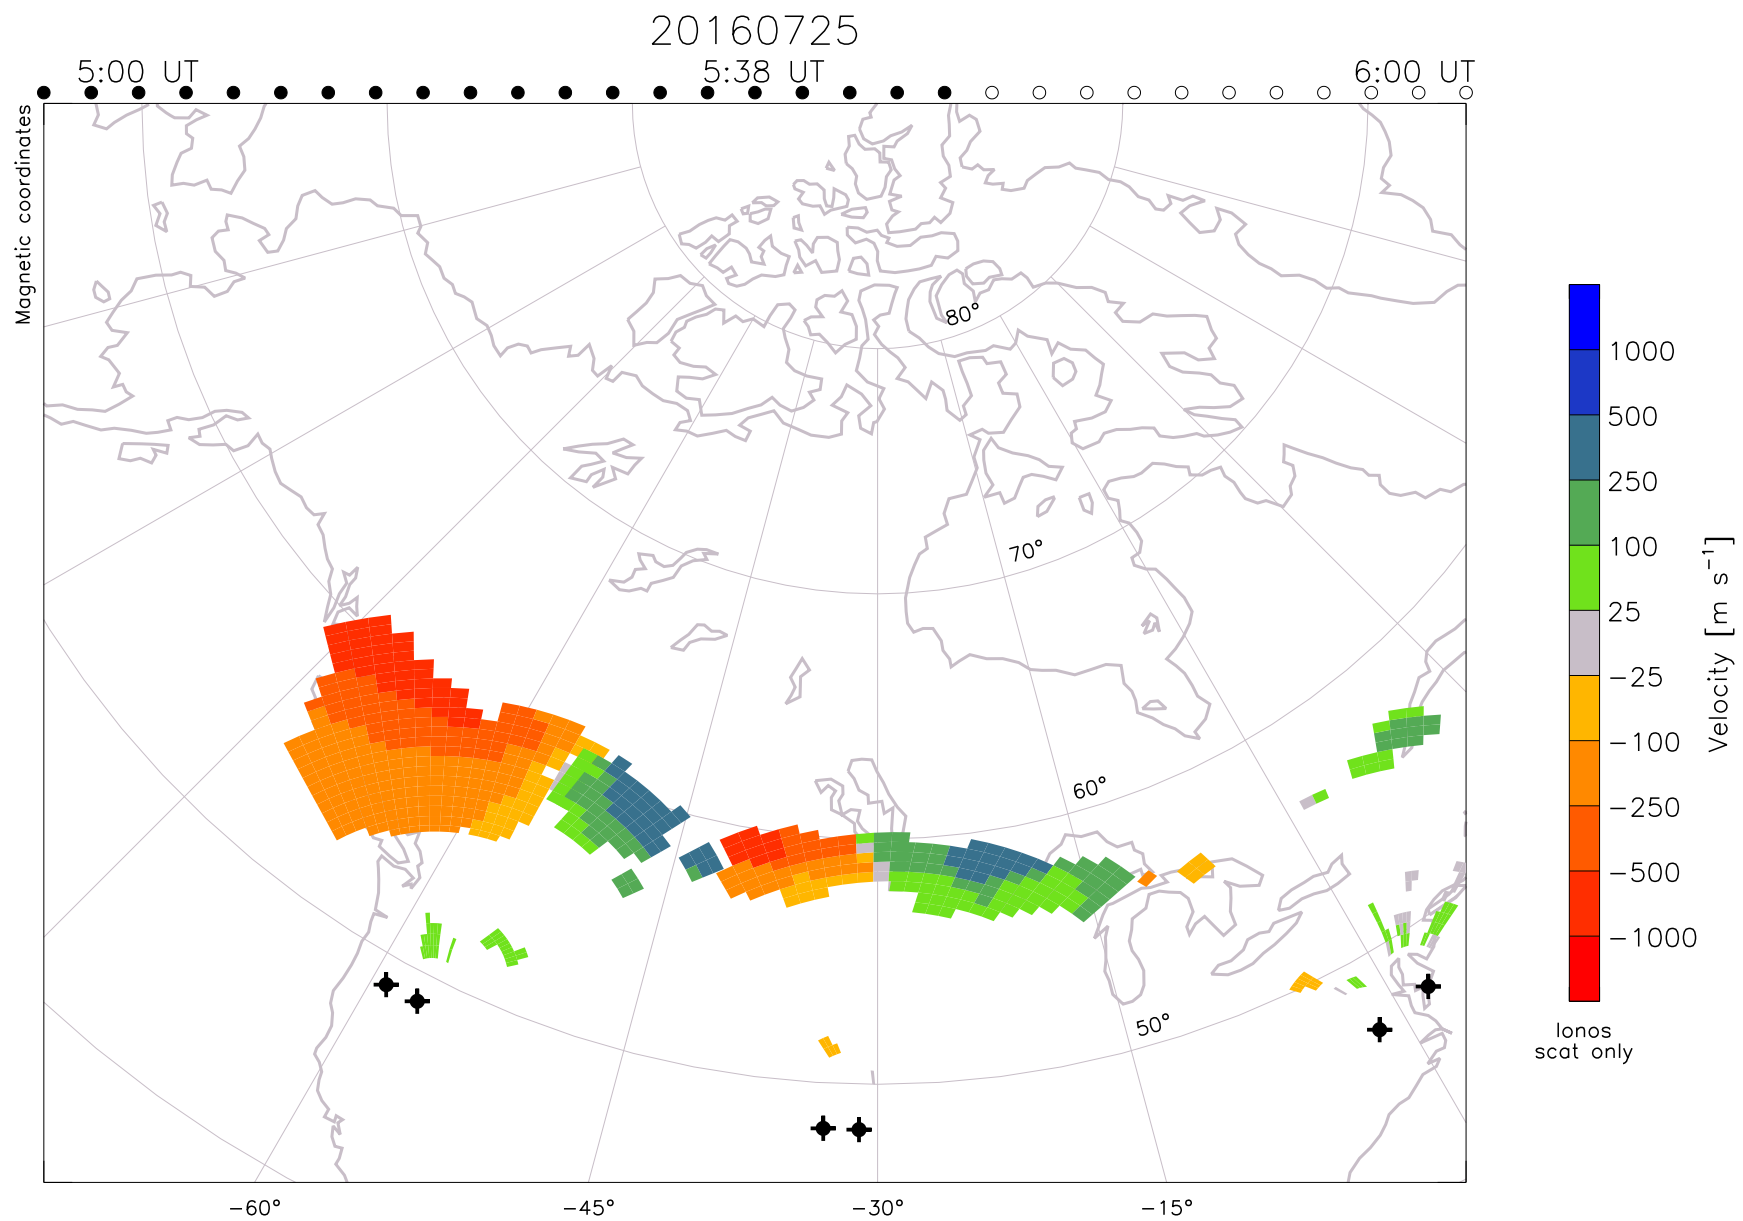 20160725
5:00 UT
5:38 UT
6:00 UT
Magnetic coordinates
80°
70°
60°
50°
1000
500
250
100
25
−25
−100
−250
−500
−1000
Velocity [m s⁻¹]
Ionos
scat only
−60°
−45°
−30°
−15°